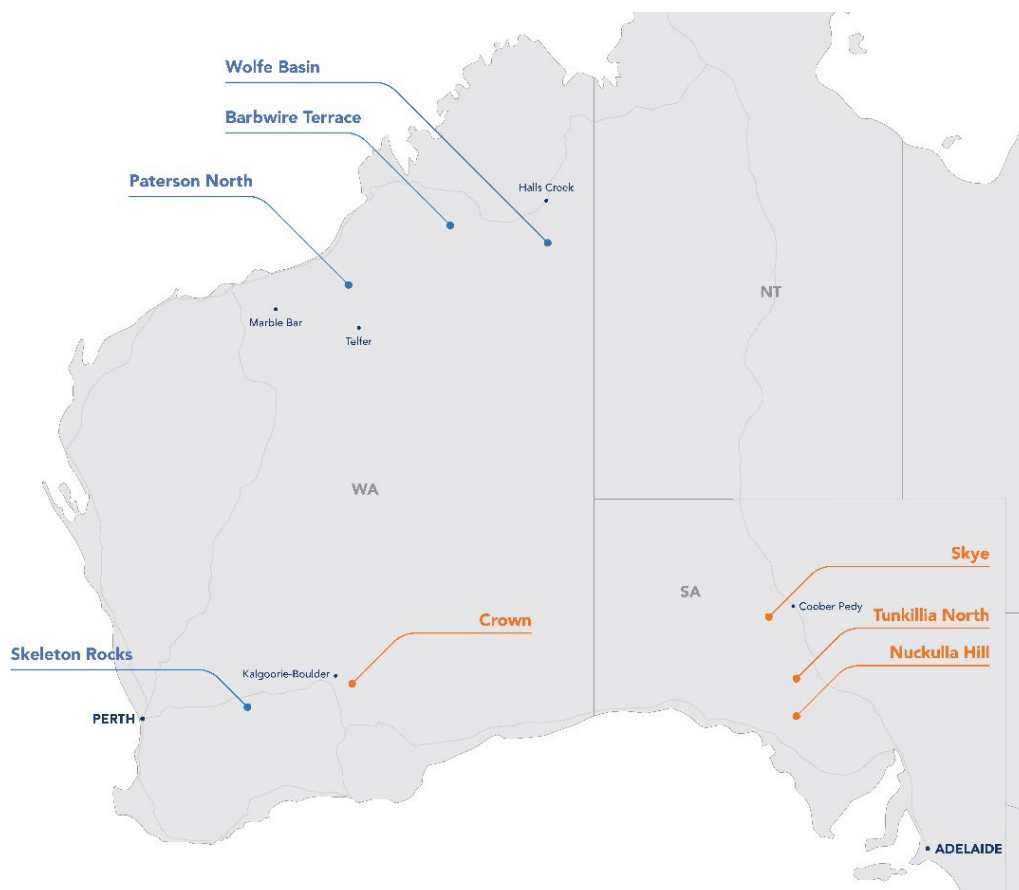 Wolfe Basin
Barbwire Terrace
Paterson North
Halls Creek
NT
Marble Bar
Telfer
WA
Skye
SA
Coober Pedy
Tunkillia North
Crown
Nuckulla Hill
Skeleton Rocks
Kalgoorie-Boulder
PERTH
ADELAIDE